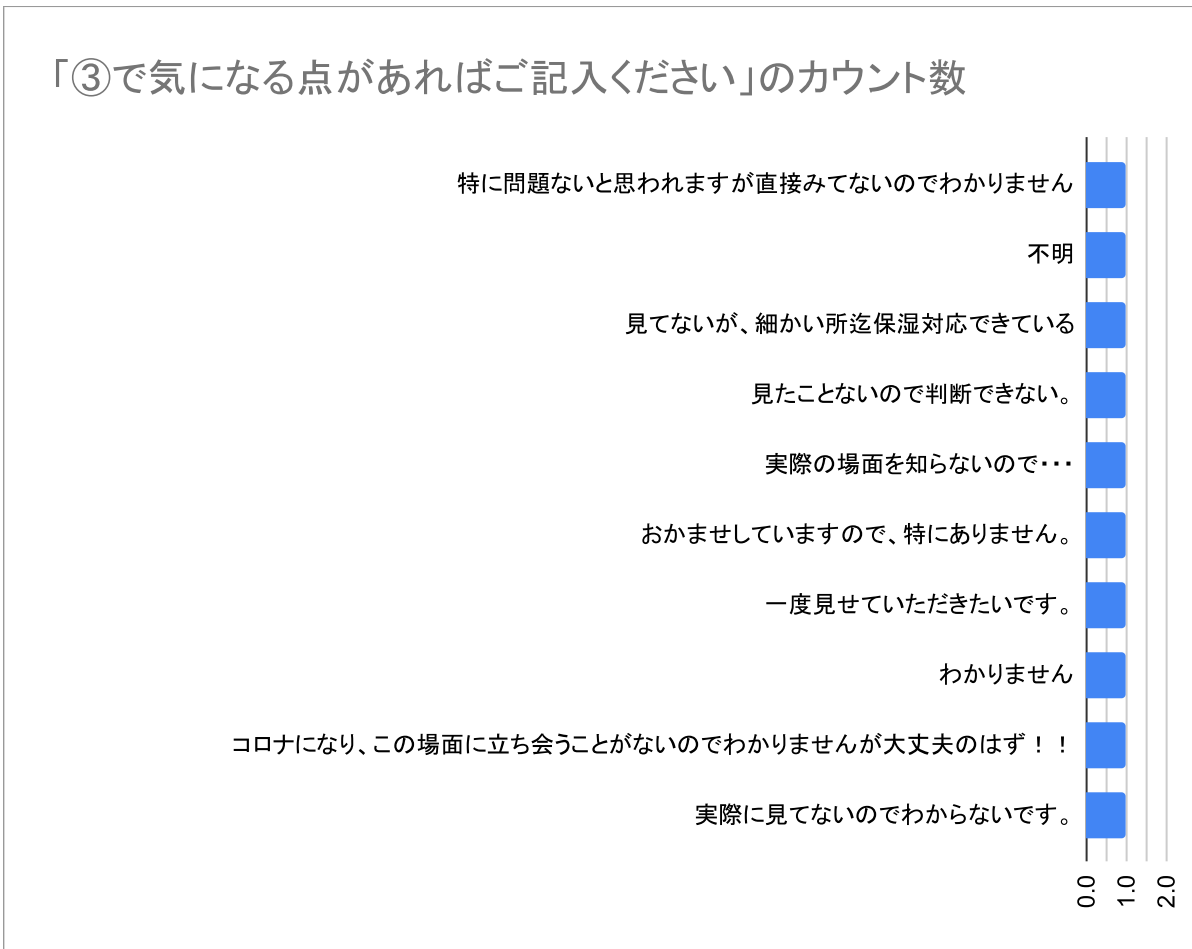 「③で気になる点があればご記入ください」のカウント数
特に問題ないと思われますが直接みてないのでわかりません
不明
見てないが、細かい所迄保湿対応できている
見たことないので判断できない。
実際の場面を知らないので・・・
おかませしていますので、特にありません。
一度見せていただきたいです。
わかりません
コロナになり、この場面に立ち会うことがないのでわかりませんが大丈夫のはず！！
実際に見てないのでわからないです。
0.0
1.0
2.0